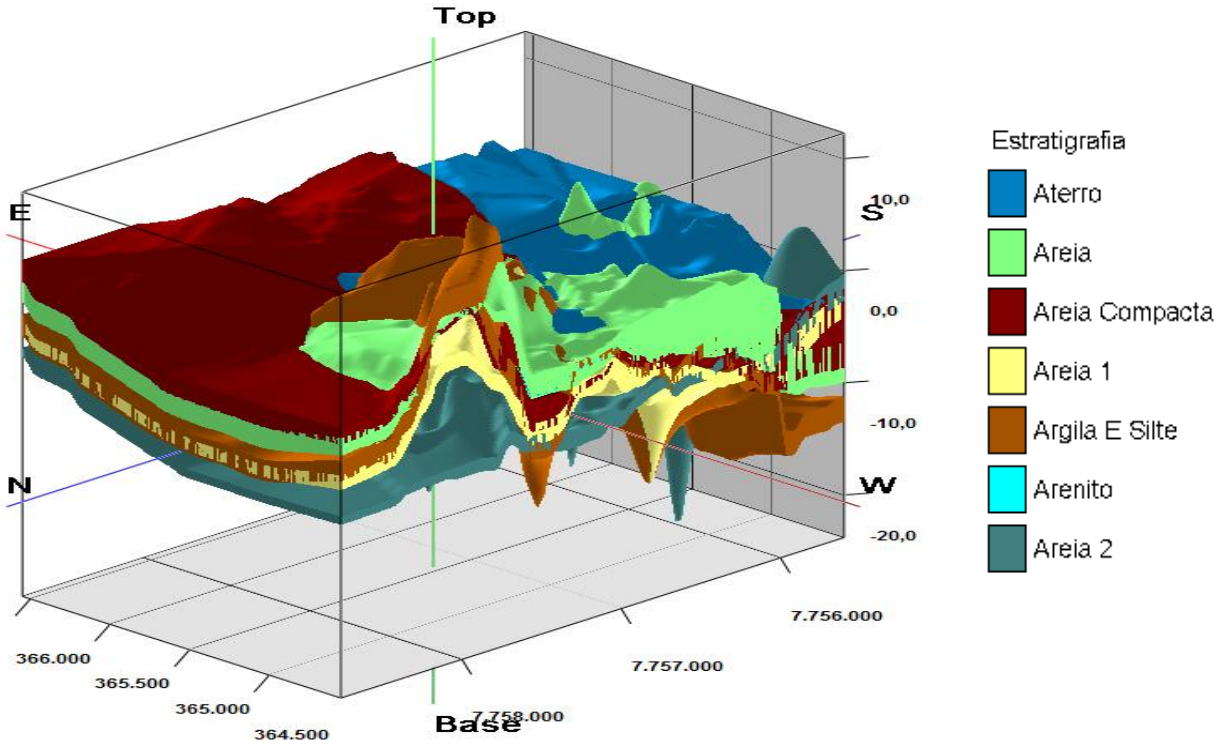 Top
E
S
N
W
10,0
0,0
-10,0
-20,0
366.000
365.500
365.000
364.500
7.758.000
7.757.000
7.756.000
Base
Estratigrafia
Aterro
Areia
Areia Compacta
Areia 1
Argila E Silte
Arenito
Areia 2